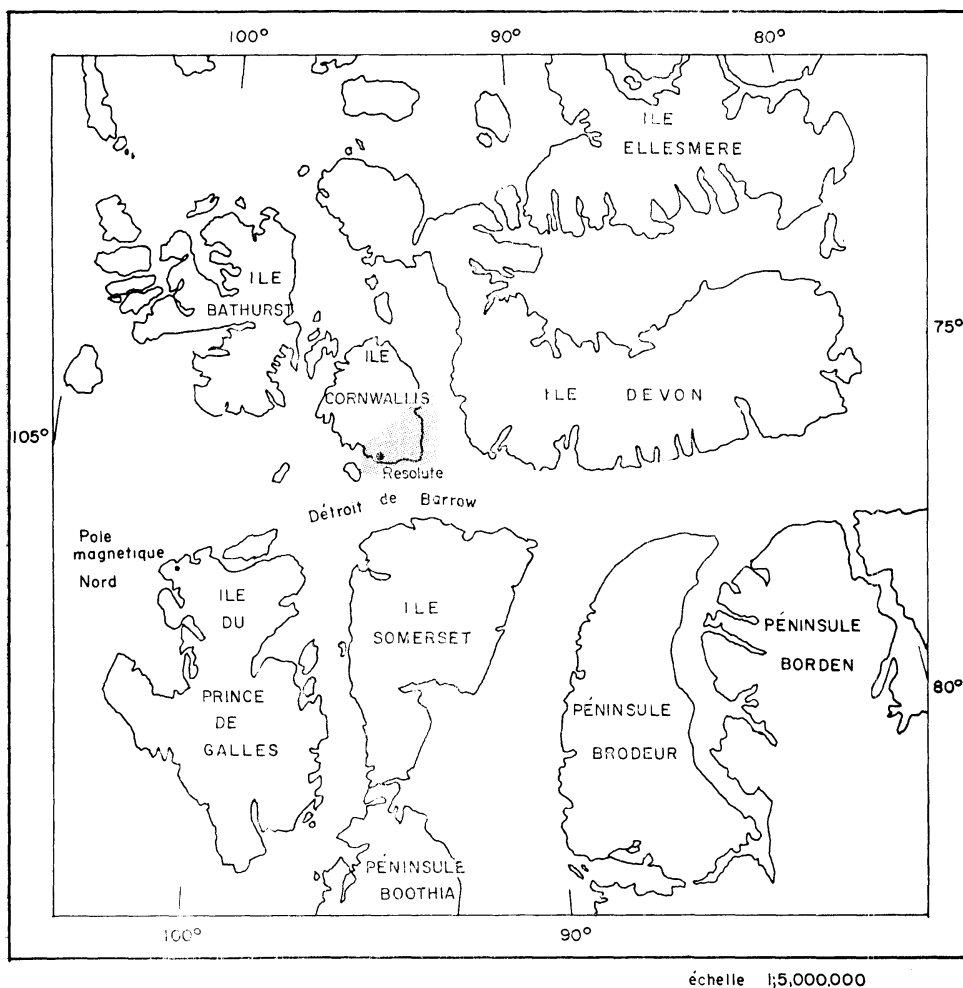 100°
90°
80°
ILE
ELLESMERE
ILE
BATHURST
75°
ILE
CORNWALLIS
ILE DEVON
105°
Resolute
Détroit de Barrow
Pole
magnetique
Nord
ILE
DU
PRINCE
DE
GALLES
ILE
SOMERSET
PÉNINSULE
BORDEN
80°
PÉNINSULE
BRODEUR
PÉNINSULE
BOOTHIA
100°
90°
échelle 1;5,000,000